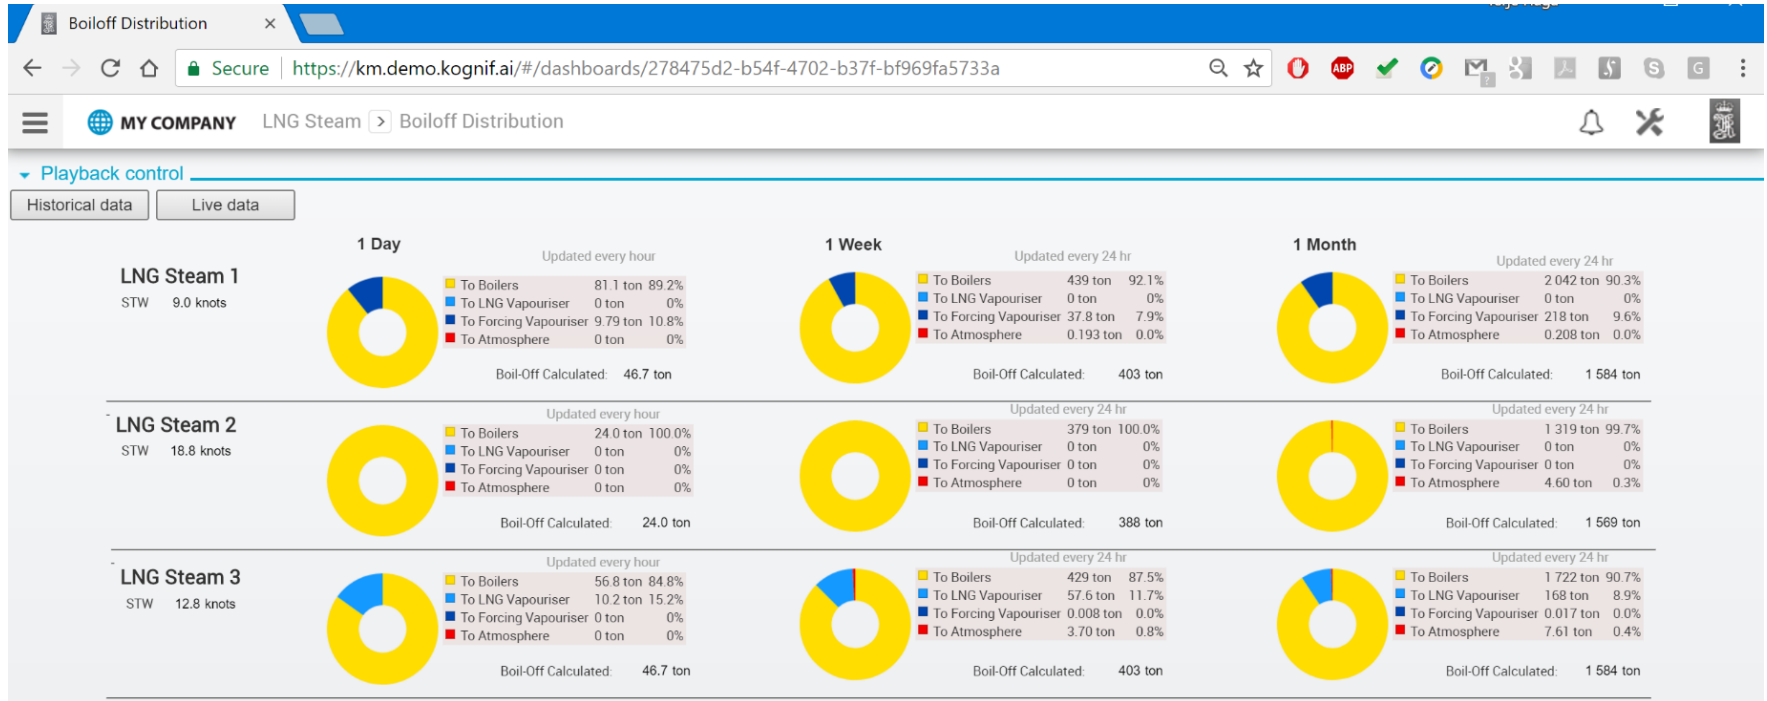 Boiloff Distribution
Secure https://km.demo.kognif.ai/#/dashboards/278475d2-b54f-4702-b37f-bf969fa5733a
ABP
MY COMPANY LNG Steam > Boiloff Distribution
Playback control
Historical data Live data
1 Day 1 Week 1 Month
LNG Steam 1
STW 9.0 knots
Updated every hour
To Boilers 81.1 ton 89.2%
To LNG Vapouriser 0 ton 0%
To Forcing Vapouriser 9.79 ton 10.8%
To Atmosphere 0 ton 0%
Boil-Off Calculated: 46.7 ton
Updated every 24 hr
To Boilers 439 ton 92.1%
To LNG Vapouriser 0 ton 0%
To Forcing Vapouriser 37.8 ton 7.9%
To Atmosphere 0.193 ton 0.0%
Boil-Off Calculated: 403 ton
Updated every 24 hr
To Boilers 2 042 ton 90.3%
To LNG Vapouriser 0 ton 0%
To Forcing Vapouriser 218 ton 9.6%
To Atmosphere 0.208 ton 0.0%
Boil-Off Calculated: 1 584 ton
LNG Steam 2
STW 18.8 knots
Updated every hour
To Boilers 24.0 ton 100.0%
To LNG Vapouriser 0 ton 0%
To Forcing Vapouriser 0 ton 0%
To Atmosphere 0 ton 0%
Boil-Off Calculated: 24.0 ton
Updated every 24 hr
To Boilers 379 ton 100.0%
To LNG Vapouriser 0 ton 0%
To Forcing Vapouriser 0 ton 0%
To Atmosphere 0 ton 0%
Boil-Off Calculated: 388 ton
Updated every 24 hr
To Boilers 1 319 ton 99.7%
To LNG Vapouriser 0 ton 0%
To Forcing Vapouriser 0 ton 0%
To Atmosphere 4.60 ton 0.3%
Boil-Off Calculated: 1 569 ton
LNG Steam 3
STW 12.8 knots
Updated every hour
To Boilers 56.8 ton 84.8%
To LNG Vapouriser 10.2 ton 15.2%
To Forcing Vapouriser 0 ton 0%
To Atmosphere 0 ton 0%
Boil-Off Calculated: 46.7 ton
Updated every 24 hr
To Boilers 429 ton 87.5%
To LNG Vapouriser 57.6 ton 11.7%
To Forcing Vapouriser 0.008 ton 0.0%
To Atmosphere 3.70 ton 0.8%
Boil-Off Calculated: 403 ton
Updated every 24 hr
To Boilers 1 722 ton 90.7%
To LNG Vapouriser 168 ton 8.9%
To Forcing Vapouriser 0.017 ton 0.0%
To Atmosphere 7.61 ton 0.4%
Boil-Off Calculated: 1 584 ton